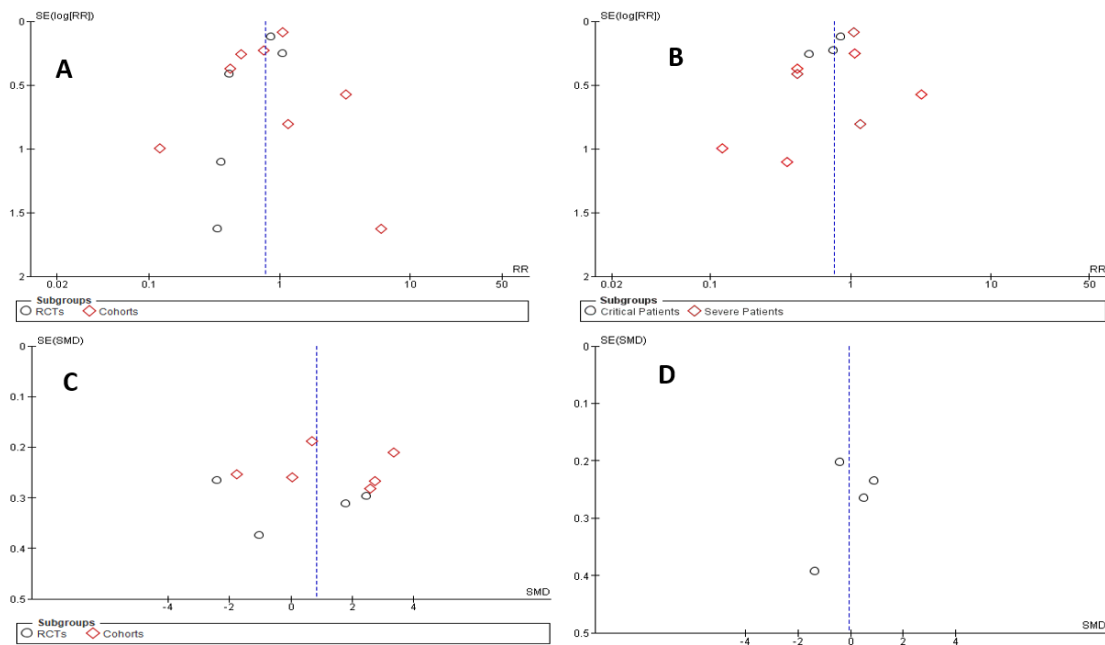 SE(log[RR])
A
0
0.5
1
1.5
2
0.02 0.1 1 10 50
RR
Subgroups
RCTs Cohorts
SE(log[RR])
B
0
0.5
1
1.5
2
0.02 0.1 1 10 50
RR
Subgroups
Critical Patients Severe Patients
SE(SMD)
C
0
0.1
0.2
0.3
0.4
0.5
-4 -2 0 2 4
SMD
Subgroups
RCTs Cohorts
SE(SMD)
D
0
0.1
0.2
0.3
0.4
0.5
-4 -2 0 2 4
SMD